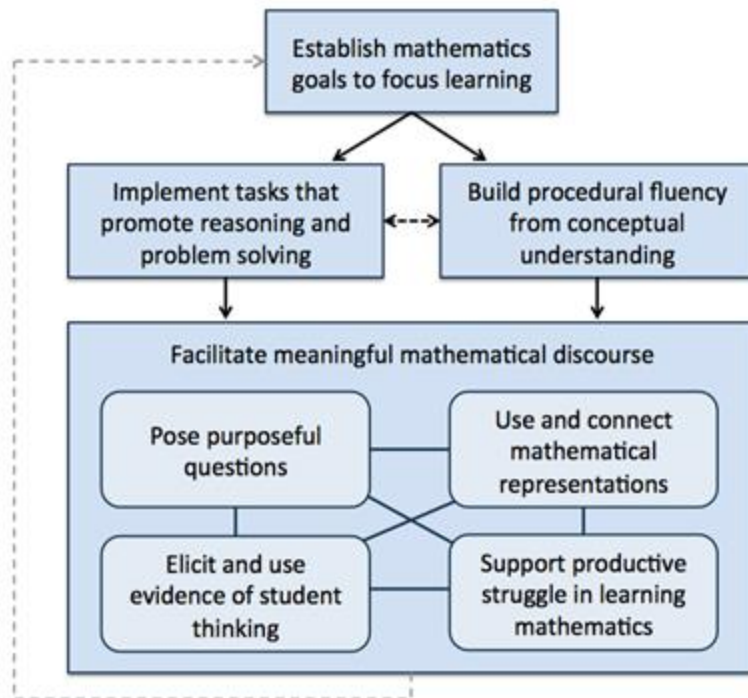 Establish mathematics
goals to focus learning
Implement tasks that
promote reasoning and
problem solving
Build procedural fluency
from conceptual
understanding
Facilitate meaningful mathematical discourse
Pose purposeful
questions
Use and connect
mathematical
representations
Elicit and use
evidence of student
thinking
Support productive
struggle in learning
mathematics